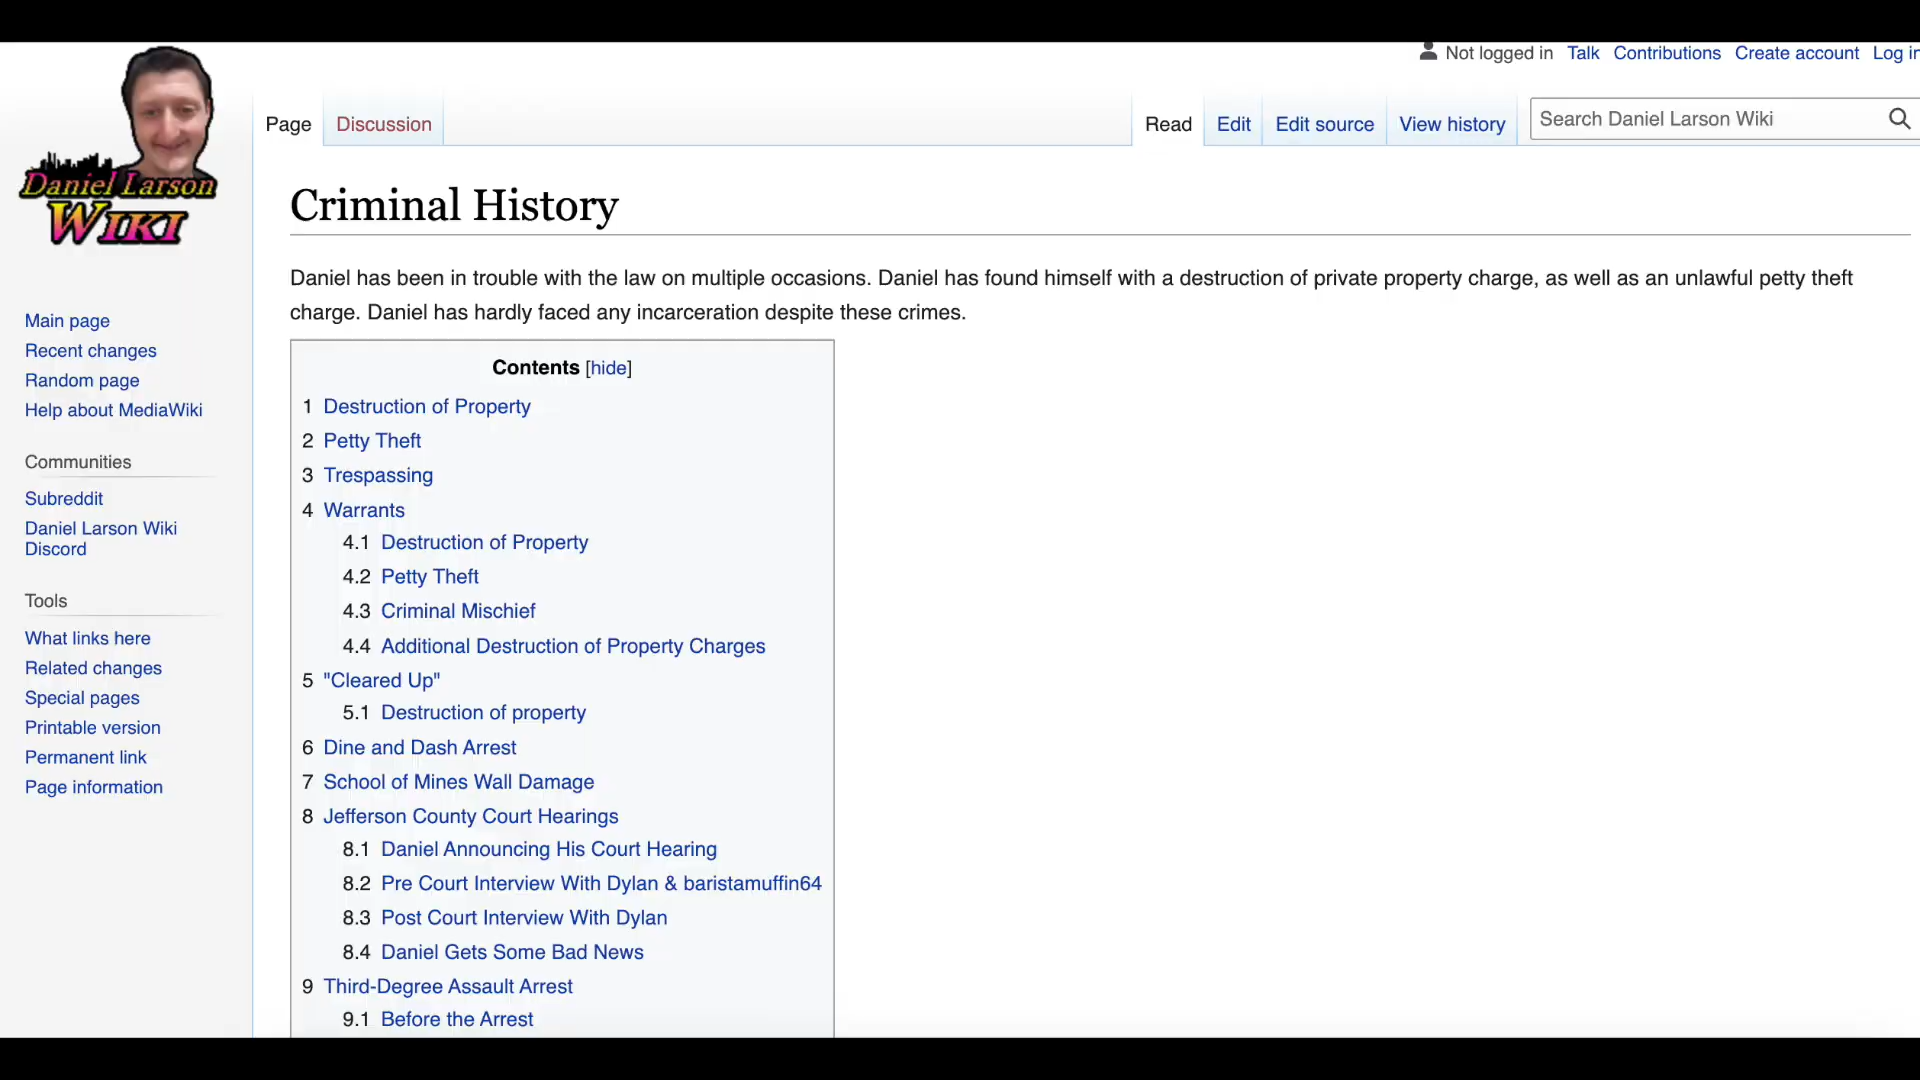 Not logged in Talk Contributions Create account Log in
Daniel Larson
WIKI
Page Discussion Read Edit Edit source View history Search Daniel Larson Wiki
Criminal History
Daniel has been in trouble with the law on multiple occasions. Daniel has found himself with a destruction of private property charge, as well as an unlawful petty theft
charge. Daniel has hardly faced any incarceration despite these crimes.
Main page
Recent changes
Random page
Help about MediaWiki
Communities
Subreddit
Daniel Larson Wiki
Discord
Tools
What links here
Related changes
Special pages
Printable version
Permanent link
Page information
Contents [hide]
1 Destruction of Property
2 Petty Theft
3 Trespassing
4 Warrants
4.1 Destruction of Property
4.2 Petty Theft
4.3 Criminal Mischief
4.4 Additional Destruction of Property Charges
5 "Cleared Up"
5.1 Destruction of property
6 Dine and Dash Arrest
7 School of Mines Wall Damage
8 Jefferson County Court Hearings
8.1 Daniel Announcing His Court Hearing
8.2 Pre Court Interview With Dylan & baristamuffin64
8.3 Post Court Interview With Dylan
8.4 Daniel Gets Some Bad News
9 Third-Degree Assault Arrest
9.1 Before the Arrest